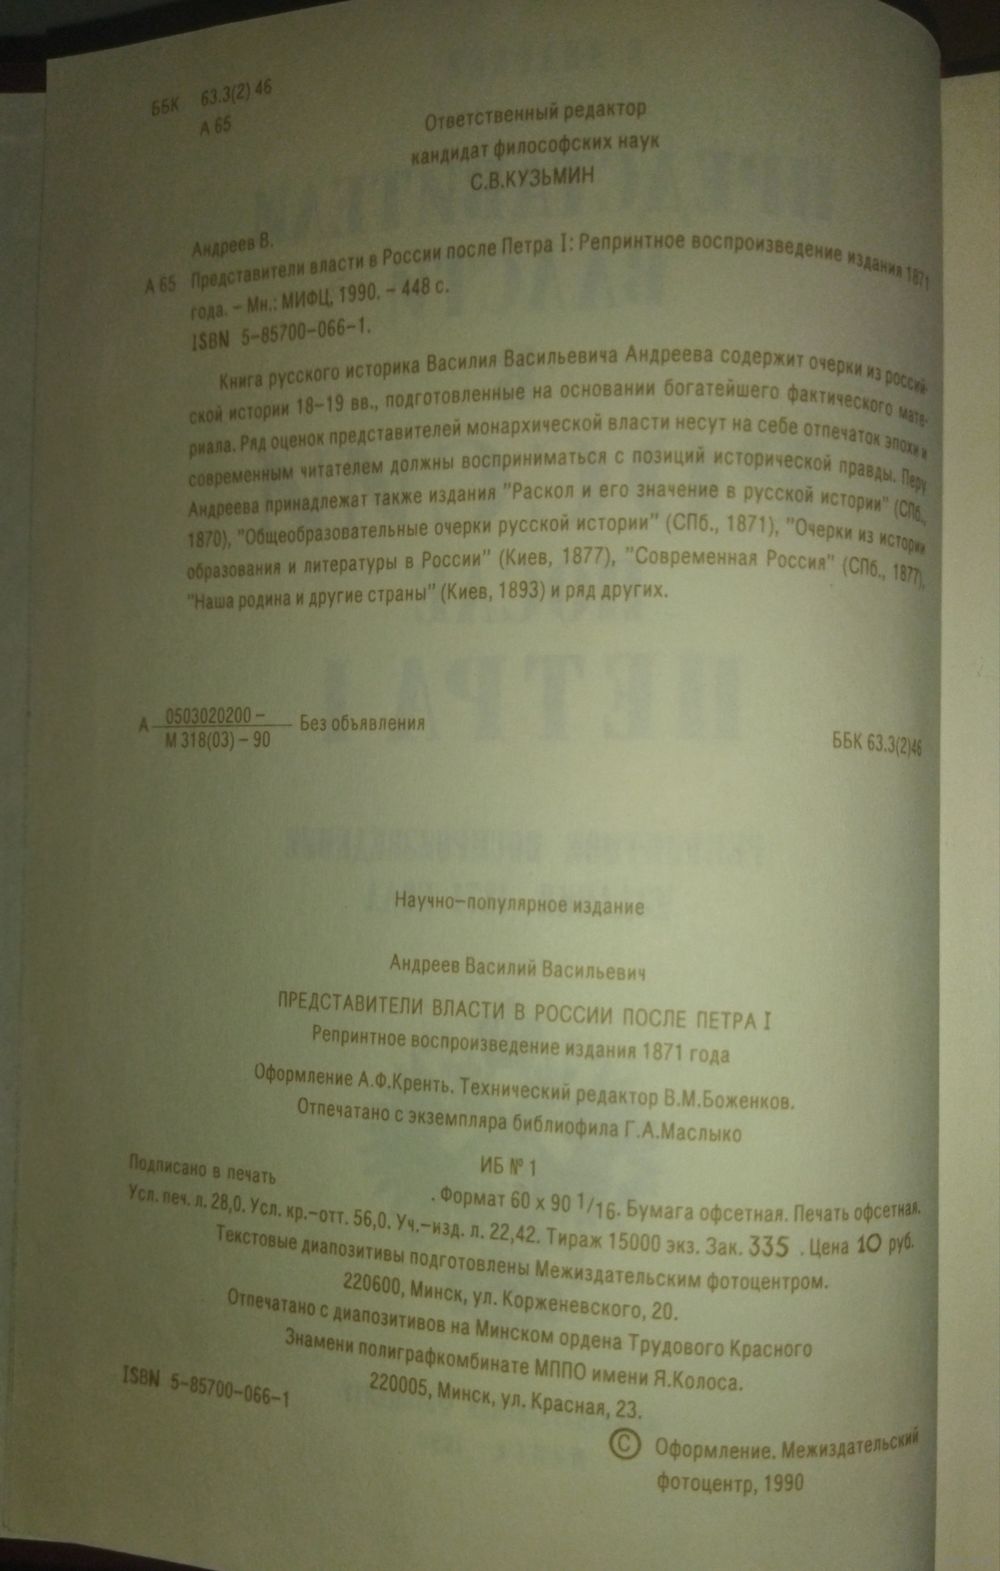 ББК 63.3(2) 46
А 65
Ответственный редактор
кандидат философских наук
С.В.КУЗЬМИН
Андреев В.
А 65 Представители власти в России после Петра I: Репринтное воспроизведение издания 1871
года. – Мн.: МИФЦ, 1990. – 448 с.
ISBN 5–85700–066–1.
Книга русского историка Василия Васильевича Андреева содержит очерки из россий-
ской истории 18–19 вв., подготовленные на основании богатейшего фактического мате-
риала. Ряд оценок представителей монархической власти несут на себе отпечаток эпохи и
современным читателем должны восприниматься с позиций исторической правды. Перу
Андреева принадлежат также издания "Раскол и его значение в русской истории" (СПб.,
1870), "Общеобразовательные очерки русской истории" (СПб., 1871), "Очерки из истории
образования и литературы в России" (Киев, 1877), "Современная Россия" (СПб., 1877),
"Наша родина и другие страны" (Киев, 1893) и ряд других.
А 0503020200 – Без объявления
М 318(03) – 90
ББК 63.3(2)46
Научно–популярное издание
Андреев Василий Васильевич
ПРЕДСТАВИТЕЛИ ВЛАСТИ В РОССИИ ПОСЛЕ ПЕТРА I
Репринтное воспроизведение издания 1871 года
Оформление А.Ф.Кренть. Технический редактор В.М.Боженков.
Отпечатано с экземпляра библиофила Г.А.Маслыко
ИБ № 1
Подписано в печать . Формат 60 х 90 1/16. Бумага офсетная. Печать офсетная.
Усл. печ. л. 28,0. Усл. кр.–отт. 56,0. Уч.–изд. л. 22,42. Тираж 15000 экз. Зак. 335 . Цена 10 руб.
Текстовые диапозитивы подготовлены Межиздательским фотоцентром.
220600, Минск, ул. Корженевского, 20.
Отпечатано с диапозитивов на Минском ордена Трудового Красного
Знамени полиграфкомбинате МППО имени Я.Колоса.
220005, Минск, ул. Красная, 23.
ISBN 5–85700–066–1
© Оформление. Межиздательский
фотоцентр, 1990